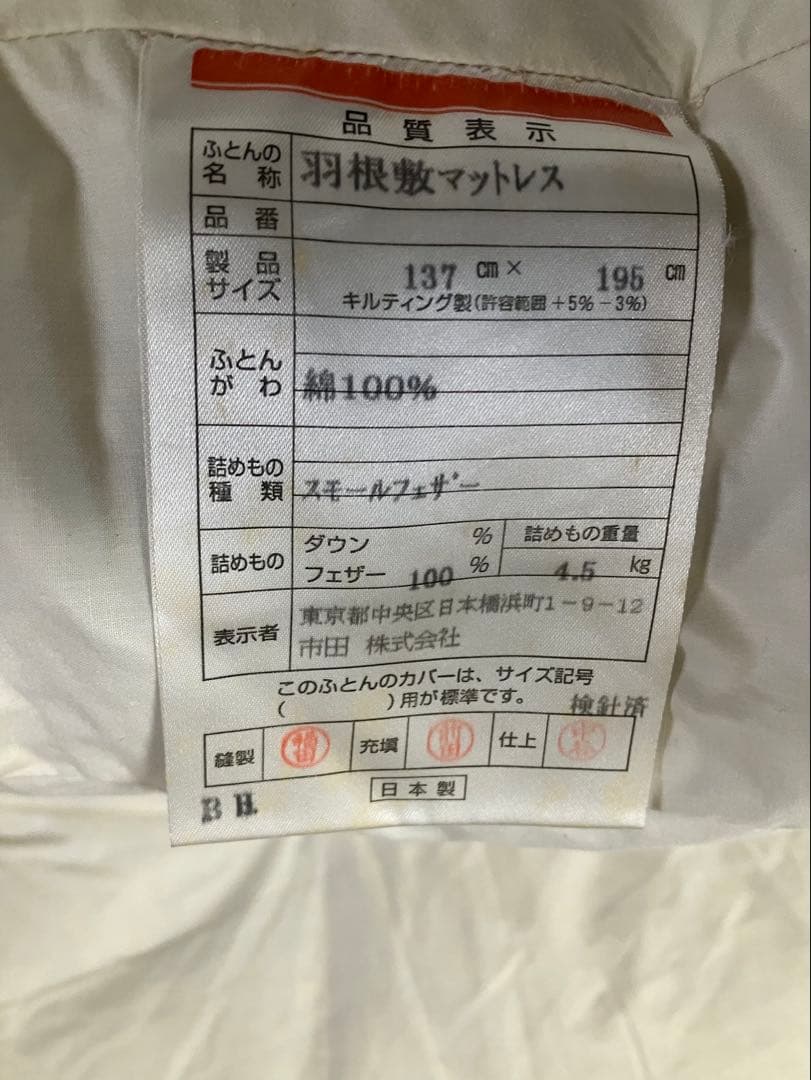 品質表示
ふとんの
名称
羽根敷マットレス
品番
製品
サイズ
137 cm × 195 cm
キルティング製(許容範囲+5%-3%)
ふとん
がわ
綿100%
詰めもの
種類
スモールフェザー
詰めもの
ダウン %
フェザー 100 %
詰めもの重量
4.5 kg
表示者
東京都中央区日本橋浜町1-9-12
市田 株式会社
このふとんのカバーは、サイズ記号
( )用が標準です。
検針済
縫製 福田 充填 仕上
日本製
B H.